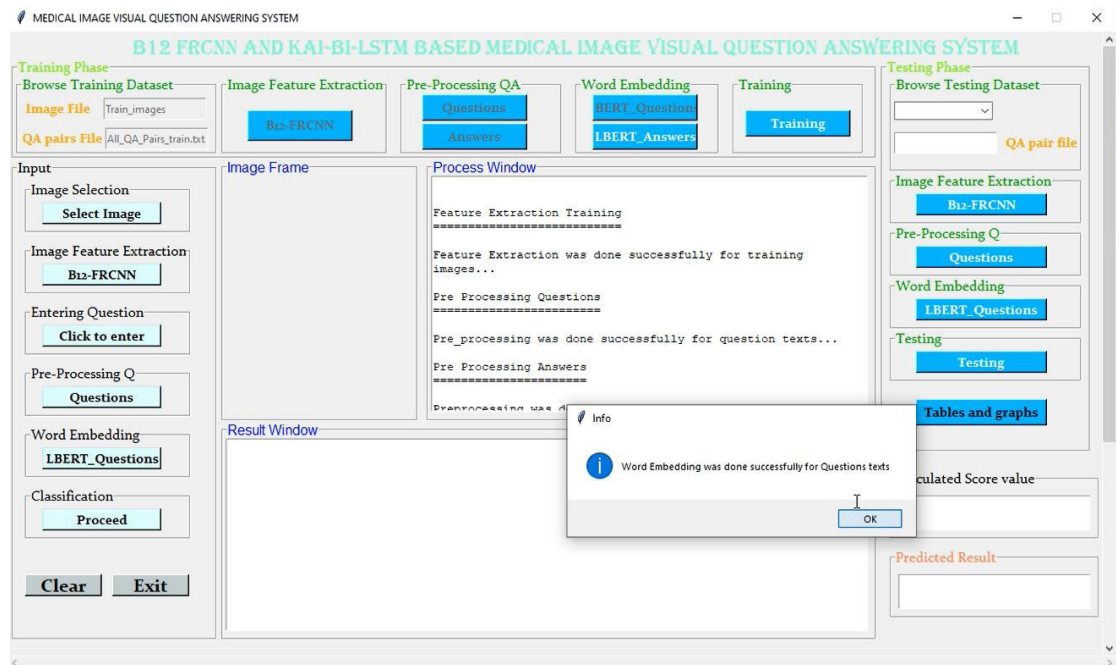 MEDICAL IMAGE VISUAL QUESTION ANSWERING SYSTEM
B12 FRCNN AND KAI-BI-LSTM BASED MEDICAL IMAGE VISUAL QUESTION ANSWERING SYSTEM
Training Phase
Browse Training Dataset
Image File Train_images
QA pairs File All_QA_Pairs_train.txt
Image Feature Extraction
B12-FRCNN
Pre-Processing QA
Questions
Answers
Word Embedding
BERT_Question
LBERT_Answers
Training
Training
Testing Phase
Browse Testing Dataset
QA pair file
Image Feature Extraction
B12-FRCNN
Pre-Processing Q
Questions
Word Embedding
LBERT_Questions
Testing
Testing
Tables and graphs
Input
Image Selection
Select Image
Image Feature Extraction
B12-FRCNN
Entering Question
Click to enter
Pre-Processing Q
Questions
Word Embedding
LBERT_Questions
Classification
Proceed
Clear Exit
Image Frame
Process Window
Feature Extraction Training
===========================
Feature Extraction was done successfully for training
images...
Pre Processing Questions
========================
Pre_processing was done successfully for question texts...
Pre Processing Answers
======================
Preprocessing was d
Result Window
Info
Word Embedding was done successfully for Questions texts
OK
culated Score value
Predicted Result